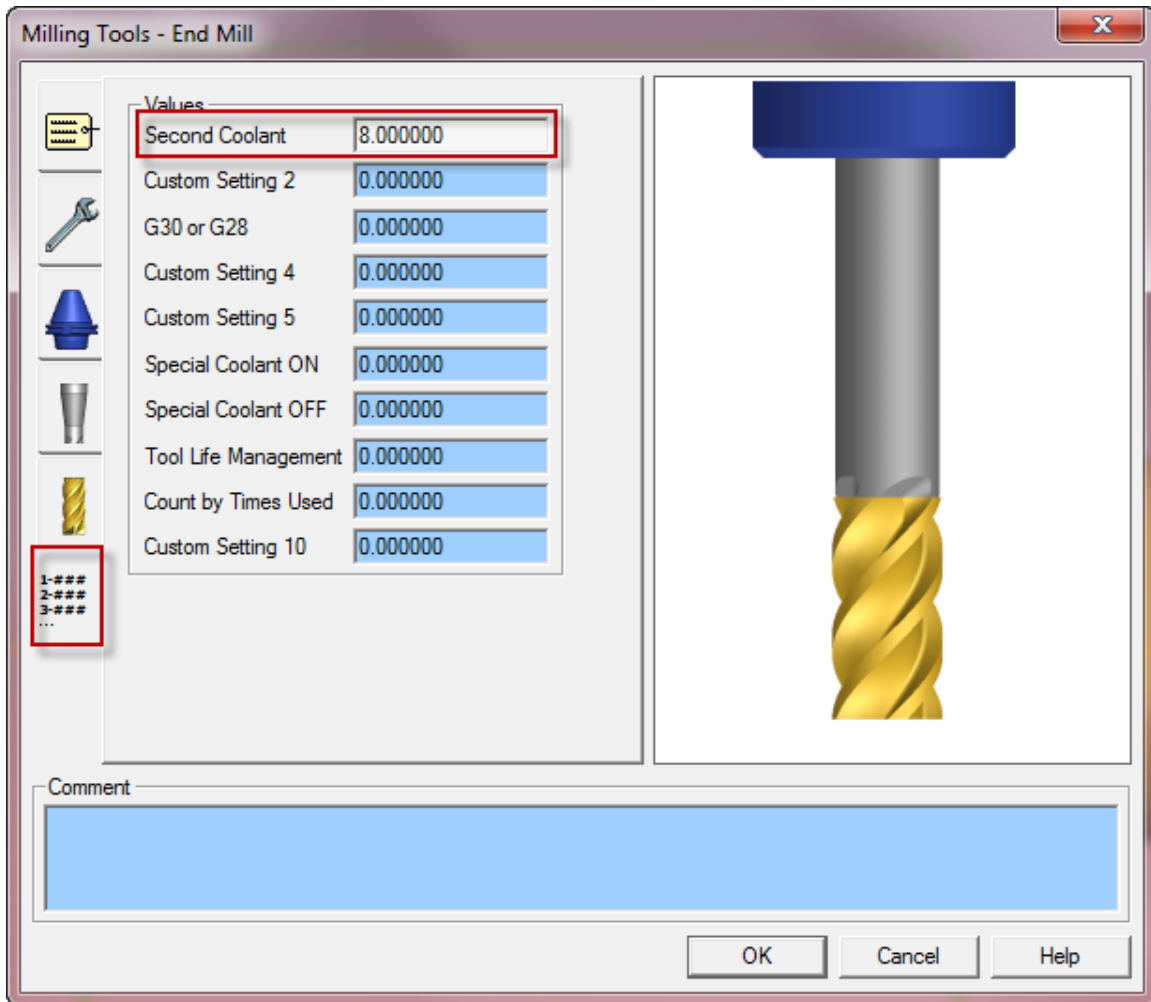 Milling Tools - End Mill
Values
Second Coolant 8.000000
Custom Setting 2 0.000000
G30 or G28 0.000000
Custom Setting 4 0.000000
Custom Setting 5 0.000000
Special Coolant ON 0.000000
Special Coolant OFF 0.000000
Tool Life Management 0.000000
Count by Times Used 0.000000
Custom Setting 10 0.000000
1-###
2-###
3-###
...
Comment
OK Cancel Help